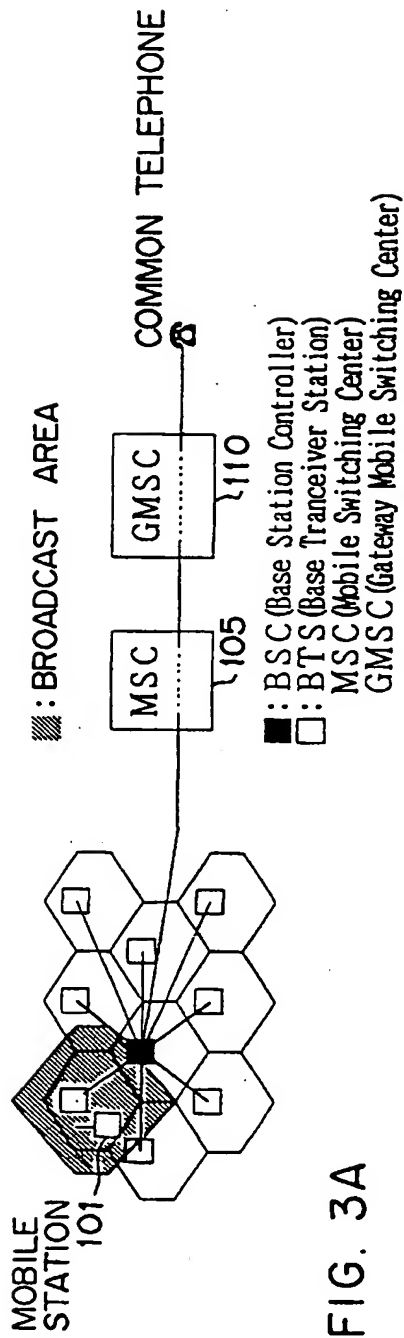 MOBILE
STATION
101
: BROADCAST AREA
MSC
105
GMSC
110
COMMON TELEPHONE
: BSC (Base Station Controller)
: BTS (Base Tranceiver Station)
MSC (Mobile Switching Center)
GMSC (Gateway Mobile Switching Center)
FIG. 3A